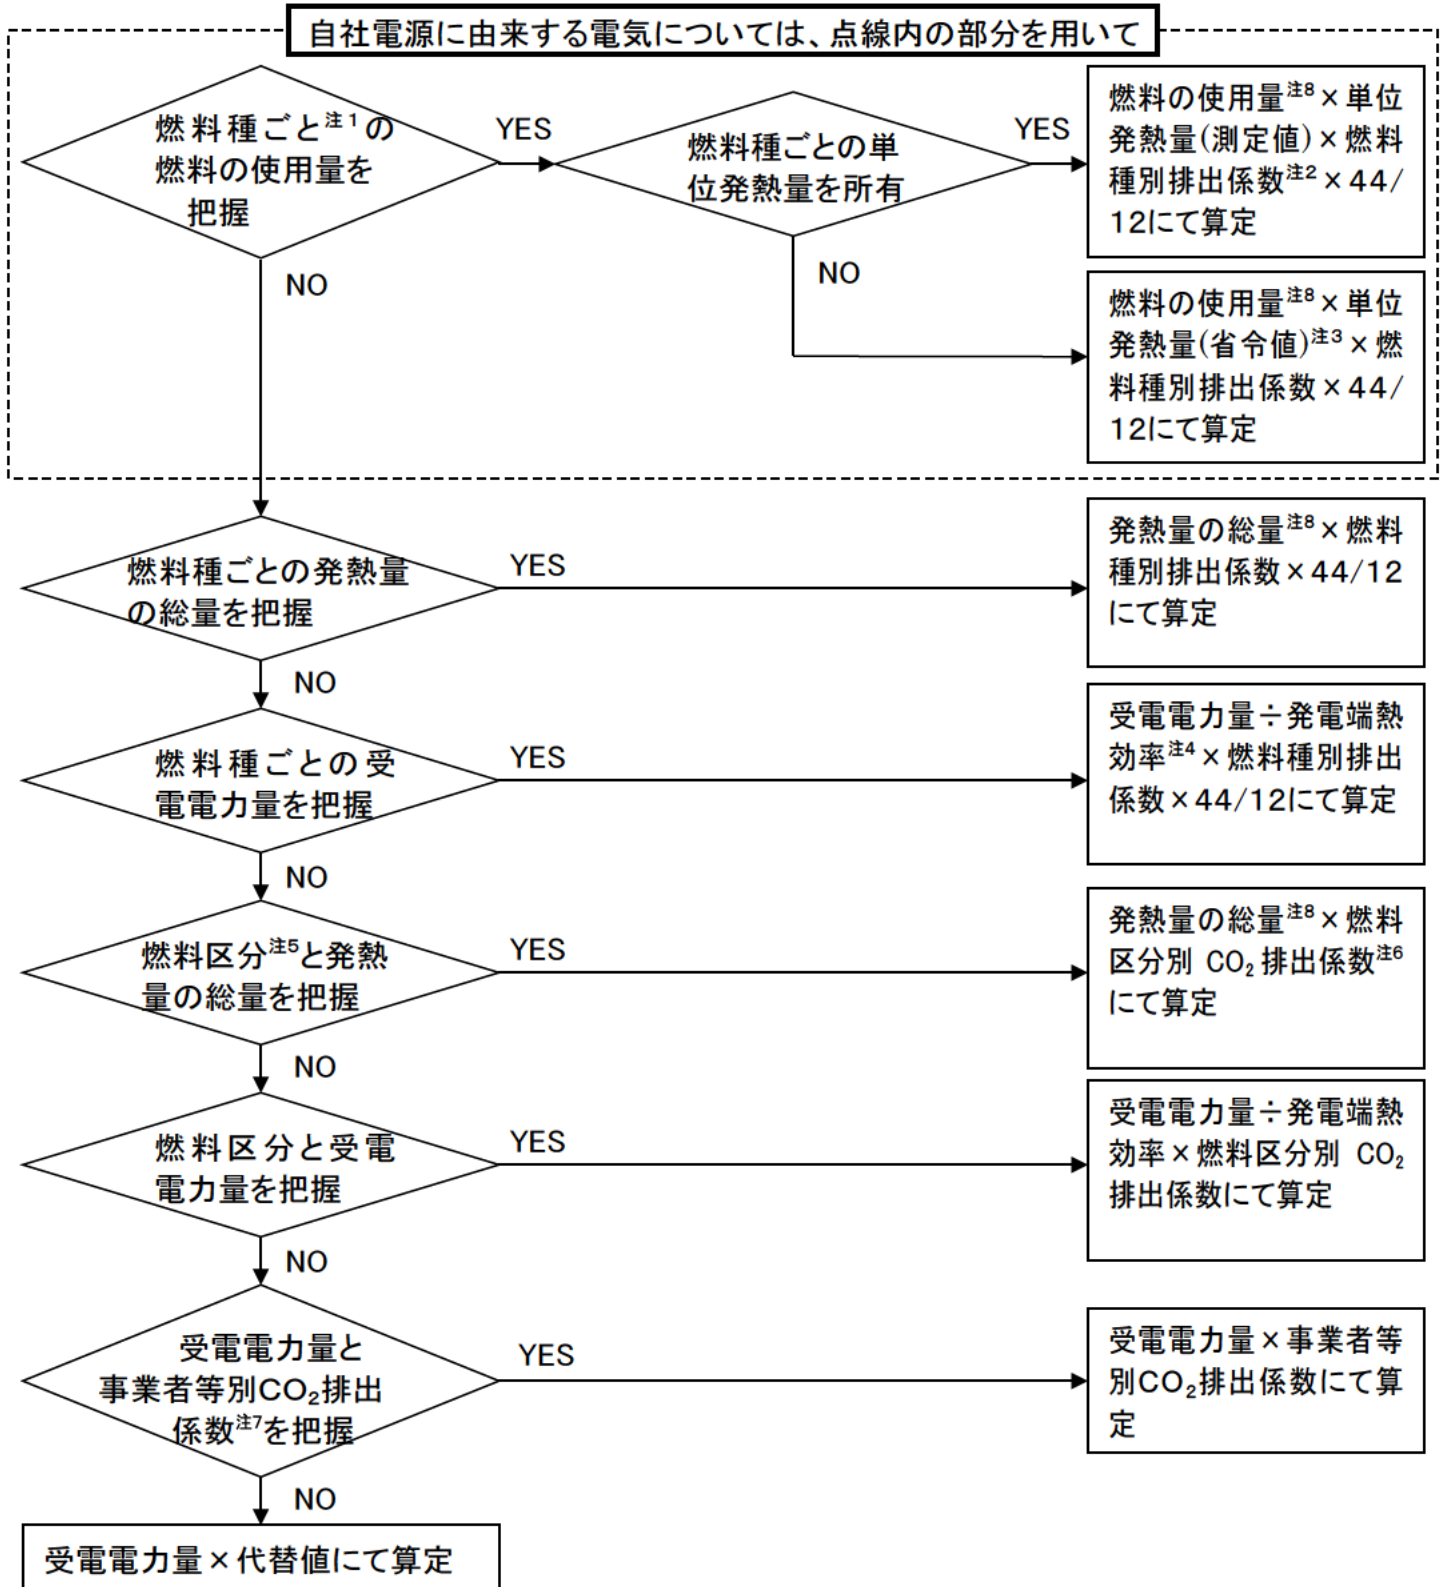 自社電源に由来する電気については、点線内の部分を用いて
燃料種ごと注1の
燃料の使用量を
把握
YES
燃料種ごとの単
位発熱量を所有
YES
燃料の使用量注8×単位
発熱量(測定値)×燃料
種別排出係数注2×44/
12にて算定
NO
NO
燃料の使用量注8×単位
発熱量(省令値)注3×燃
料種別排出係数×44/
12にて算定
燃料種ごとの発熱量
の総量を把握
YES
発熱量の総量注8×燃料
種別排出係数×44/12
にて算定
NO
燃料種ごとの受
電電力量を把握
YES
受電電力量÷発電端熱
効率注4×燃料種別排出
係数×44/12にて算定
NO
燃料区分注5と発熱
量の総量を把握
YES
発熱量の総量注8×燃料
区分別 CO₂排出係数注6
にて算定
NO
燃料区分と受電
電力量を把握
YES
受電電力量÷発電端熱
効率×燃料区分別 CO₂
排出係数にて算定
NO
受電電力量と
事業者等別CO₂排出
係数注7を把握
YES
受電電力量×事業者等
別CO₂排出係数にて算
定
NO
受電電力量×代替値にて算定